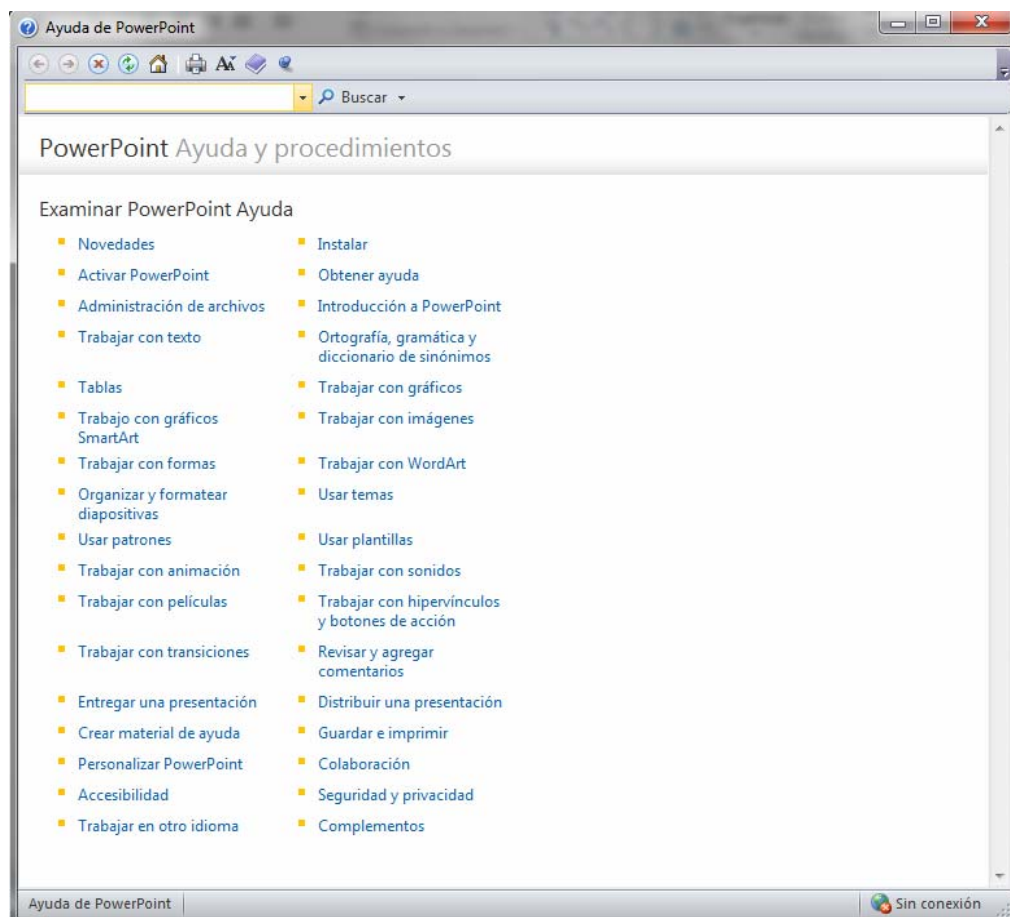 Ayuda de PowerPoint
Buscar
PowerPoint Ayuda y procedimientos
Examinar PowerPoint Ayuda
Novedades
Instalar
Activar PowerPoint
Obtener ayuda
Administración de archivos
Introducción a PowerPoint
Trabajar con texto
Ortografía, gramática y
diccionario de sinónimos
Tablas
Trabajar con gráficos
Trabajo con gráficos
SmartArt
Trabajar con imágenes
Trabajar con formas
Trabajar con WordArt
Organizar y formatear
diapositivas
Usar temas
Usar patrones
Usar plantillas
Trabajar con animación
Trabajar con sonidos
Trabajar con películas
Trabajar con hipervínculos
y botones de acción
Trabajar con transiciones
Revisar y agregar
comentarios
Entregar una presentación
Distribuir una presentación
Crear material de ayuda
Guardar e imprimir
Personalizar PowerPoint
Colaboración
Accesibilidad
Seguridad y privacidad
Trabajar en otro idioma
Complementos
Ayuda de PowerPoint
Sin conexión